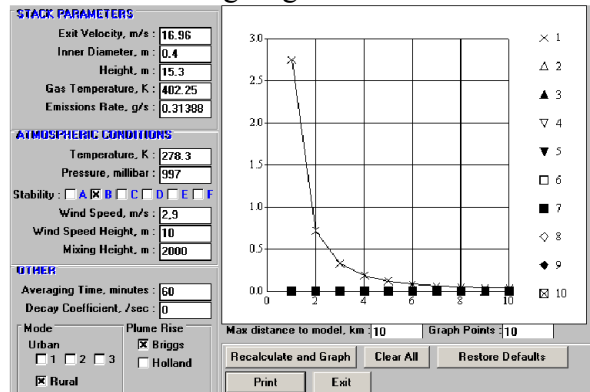 STACK PARAMETERS
Exit Velocity, m/s : 16.96
Inner Diameter, m : 0.4
Height, m : 15.3
Gas Temperature, K : 402.25
Emissions Rate, g/s : 0.31388
ATMOSPHERIC CONDITIONS
Temperature, K : 278.3
Pressure, millibar : 997
Stability : A B C D E F
Wind Speed, m/s : 2,9
Wind Speed Height, m : 10
Mixing Height, m : 2000
OTHER
Averaging Time, minutes : 60
Decay Coefficient, /sec : 0
Mode
Urban
1 2 3
Rural
Plume Rise
Briggs
Holland
3.0
2.5
2.0
1.5
1.0
0.5
0.0
0 2 4 6 8 10
1
2
3
4
5
6
7
8
9
10
Max distance to model, km : 10 Graph Points : 10
Recalculate and Graph Clear All Restore Defaults
Print Exit